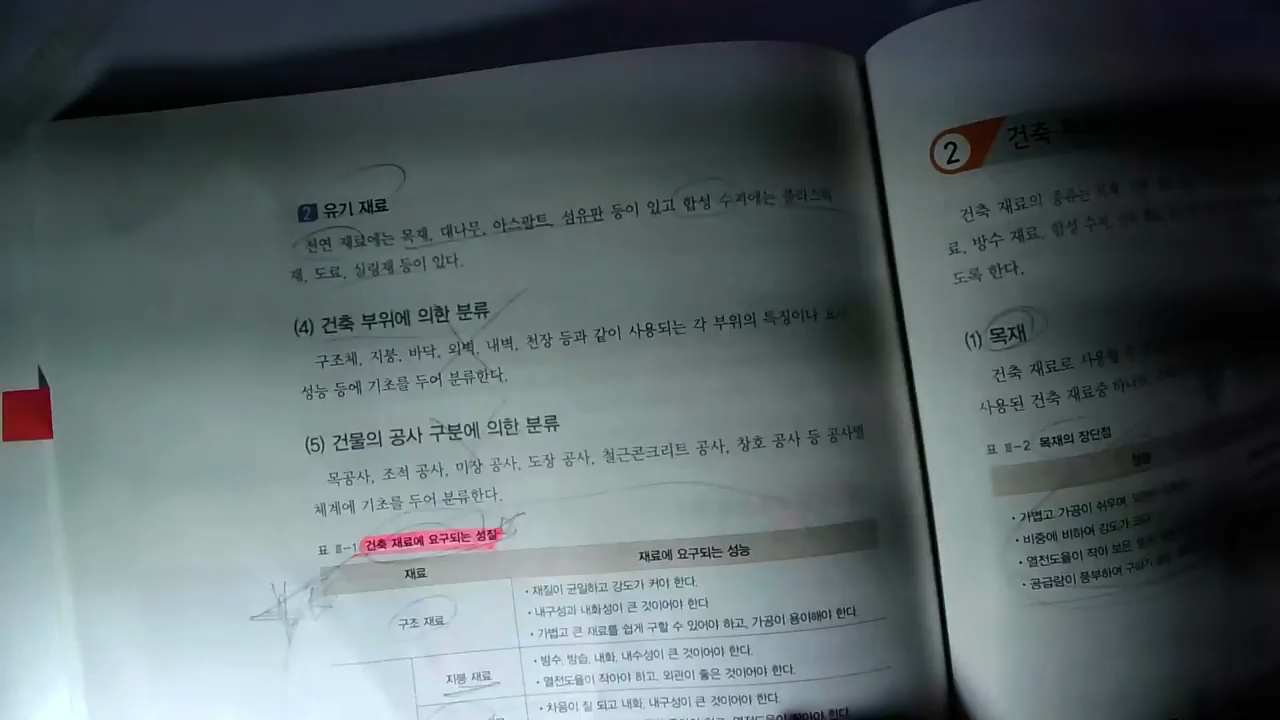 2 유기 재료
천연 재료에는 목재, 대나무, 아스팔트, 섬유판 등이 있고 합성 수지에는 플라스틱
재, 도료, 실링재 등이 있다.
(4) 건축 부위에 의한 분류
구조체, 지붕, 바닥, 외벽, 내벽, 천장 등과 같이 사용되는 각 부위의 특징이나
성능 등에 기초를 두어 분류한다.
(5) 건물의 공사 구분에 의한 분류
목공사, 조적 공사, 미장 공사, 도장 공사, 철근콘크리트 공사, 창호 공사 등 공사별
체계에 기초를 두어 분류한다.
표 Ⅱ-1 건축 재료에 요구되는 성질
재료 재료에 요구되는 성능
구조 재료
• 재질이 균일하고 강도가 커야 한다.
• 내구성과 내화성이 큰 것이어야 한다
• 가볍고 큰 재료를 쉽게 구할 수 있어야 하고, 가공이 용이해야 한다.
지붕 재료
• 방수, 방습, 내화, 내수성이 큰 것이어야 한다.
• 열전도율이 작아야 하고, 외관이 좋은 것이어야 한다.
• 차음이 잘 되고 내화, 내구성이 큰 것이어야 한다.
2 건축
건축 재료의 종류는
료, 방수 재료, 합성 수지,
도록 한다.
(1) 목재
건축 재료로 사용할 수
사용된 건축 재료중
표 Ⅱ-2 목재의 장단점
• 가볍고 가공이 쉬우며,
• 비중에 비하여 강도가
• 열전도율이 작아 보온
• 공급량이 풍부하여